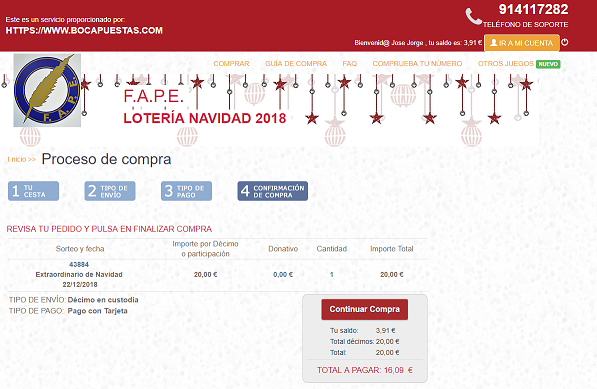 Este es un servicio proporcionado por:
HTTPS://WWW.BOCAPUESTAS.COM
914117282
TELÉFONO DE SOPORTE
Bienvenid@ Jose Jorge , tu saldo es: 3,91 € IR A MI CUENTA
COMPRAR GUÍA DE COMPRA FAQ COMPRUEBA TU NÚMERO OTROS JUEGOS NUEVO
F.A.P.E.
F.A.P.E.
LOTERÍA NAVIDAD 2018
Inicio >> Proceso de compra
1 TU CESTA
2 TIPO DE ENVÍO
3 TIPO DE PAGO
4 CONFIRMACIÓN DE COMPRA
REVISA TU PEDIDO Y PULSA EN FINALIZAR COMPRA
Sorteo y fecha Importe por Décimo o participación Donativo Cantidad Importe Total
43884
Extraordinario de Navidad 20,00 € 0,00 € 1 20,00 €
22/12/2018
TIPO DE ENVÍO: Décimo en custodia
TIPO DE PAGO: Pago con Tarjeta
Continuar Compra
Tu saldo: 3,91 €
Total décimos: 20,00 €
Total: 20,00 €
TOTAL A PAGAR: 16,09 €